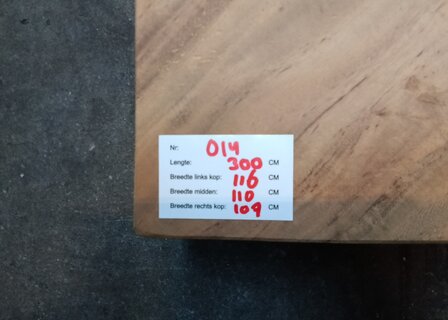 Nr: 014
Lengte: 300 CM
Breedte links kop: 116 CM
Breedte midden: 110 CM
Breedte rechts kop: 109 CM